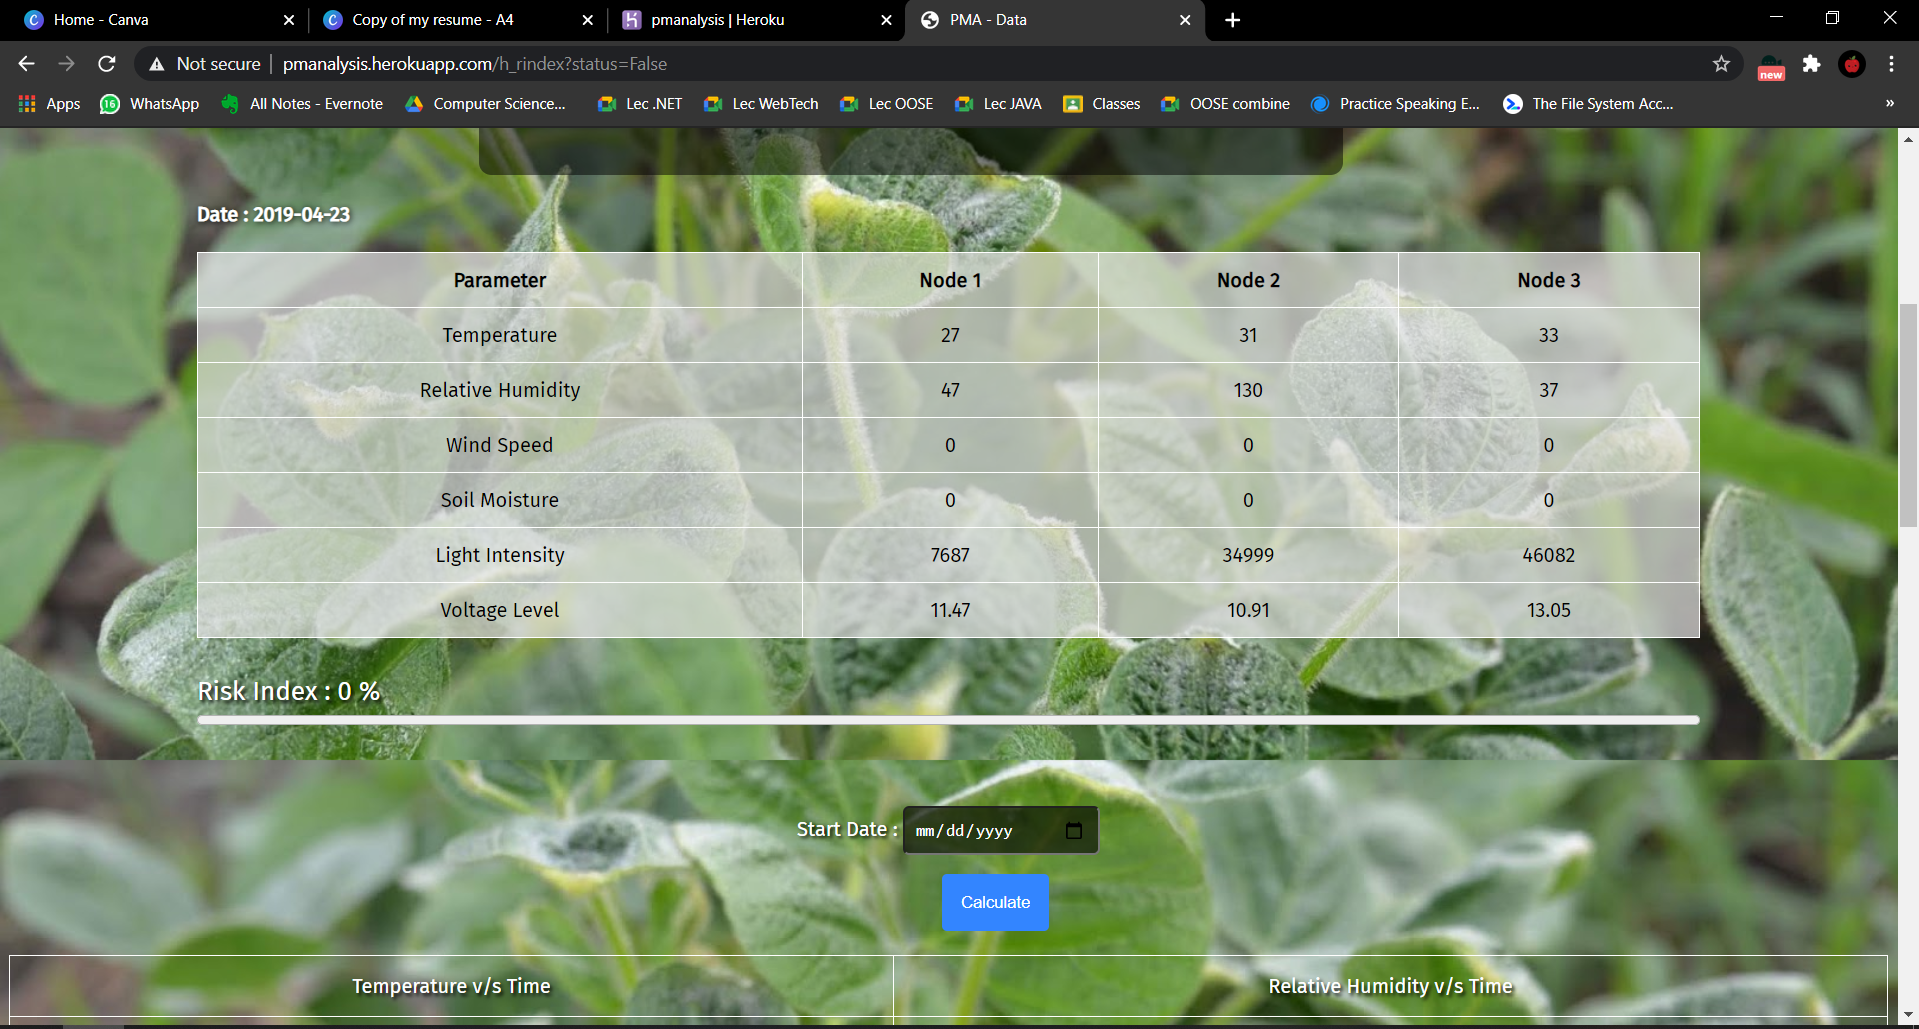 Home - Canva
Copy of my resume - A4
pmanalysis | Heroku
PMA - Data
Not secure | pmanalysis.herokuapp.com/h_rindex?status=False
new
Apps
16
WhatsApp
All Notes - Evernote
Computer Science...
Lec .NET
Lec WebTech
Lec OOSE
Lec JAVA
Classes
OOSE combine
Practice Speaking E...
The File System Acc...
»
Date : 2019-04-23
Parameter Node 1 Node 2 Node 3
Temperature 27 31 33
Relative Humidity 47 130 37
Wind Speed 0 0 0
Soil Moisture 0 0 0
Light Intensity 7687 34999 46082
Voltage Level 11.47 10.91 13.05
Risk Index : 0 %
Start Date : mm/dd/yyyy
Calculate
Temperature v/s Time
Relative Humidity v/s Time